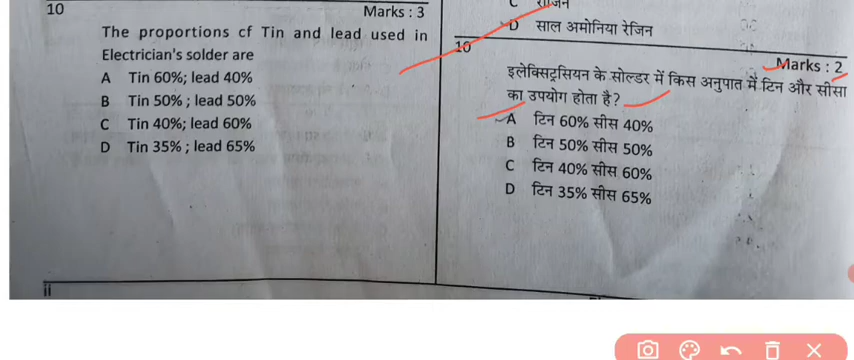 10
Marks : 3
The proportions cf Tin and lead used in
Electrician's solder are
A Tin 60%; lead 40%
B Tin 50% ; lead 50%
C Tin 40%; lead 60%
D Tin 35% ; lead 65%
ii
C
D साल अमोनिया रेजिन
10
Marks : 2
इलेक्ट्रिसियन के सोल्डर में किस अनुपात में टिन और सीसा
का उपयोग होता है?
A टिन 60% सीस 40%
B टिन 50% सीस 50%
C टिन 40% सीस 60%
D टिन 35% सीस 65%